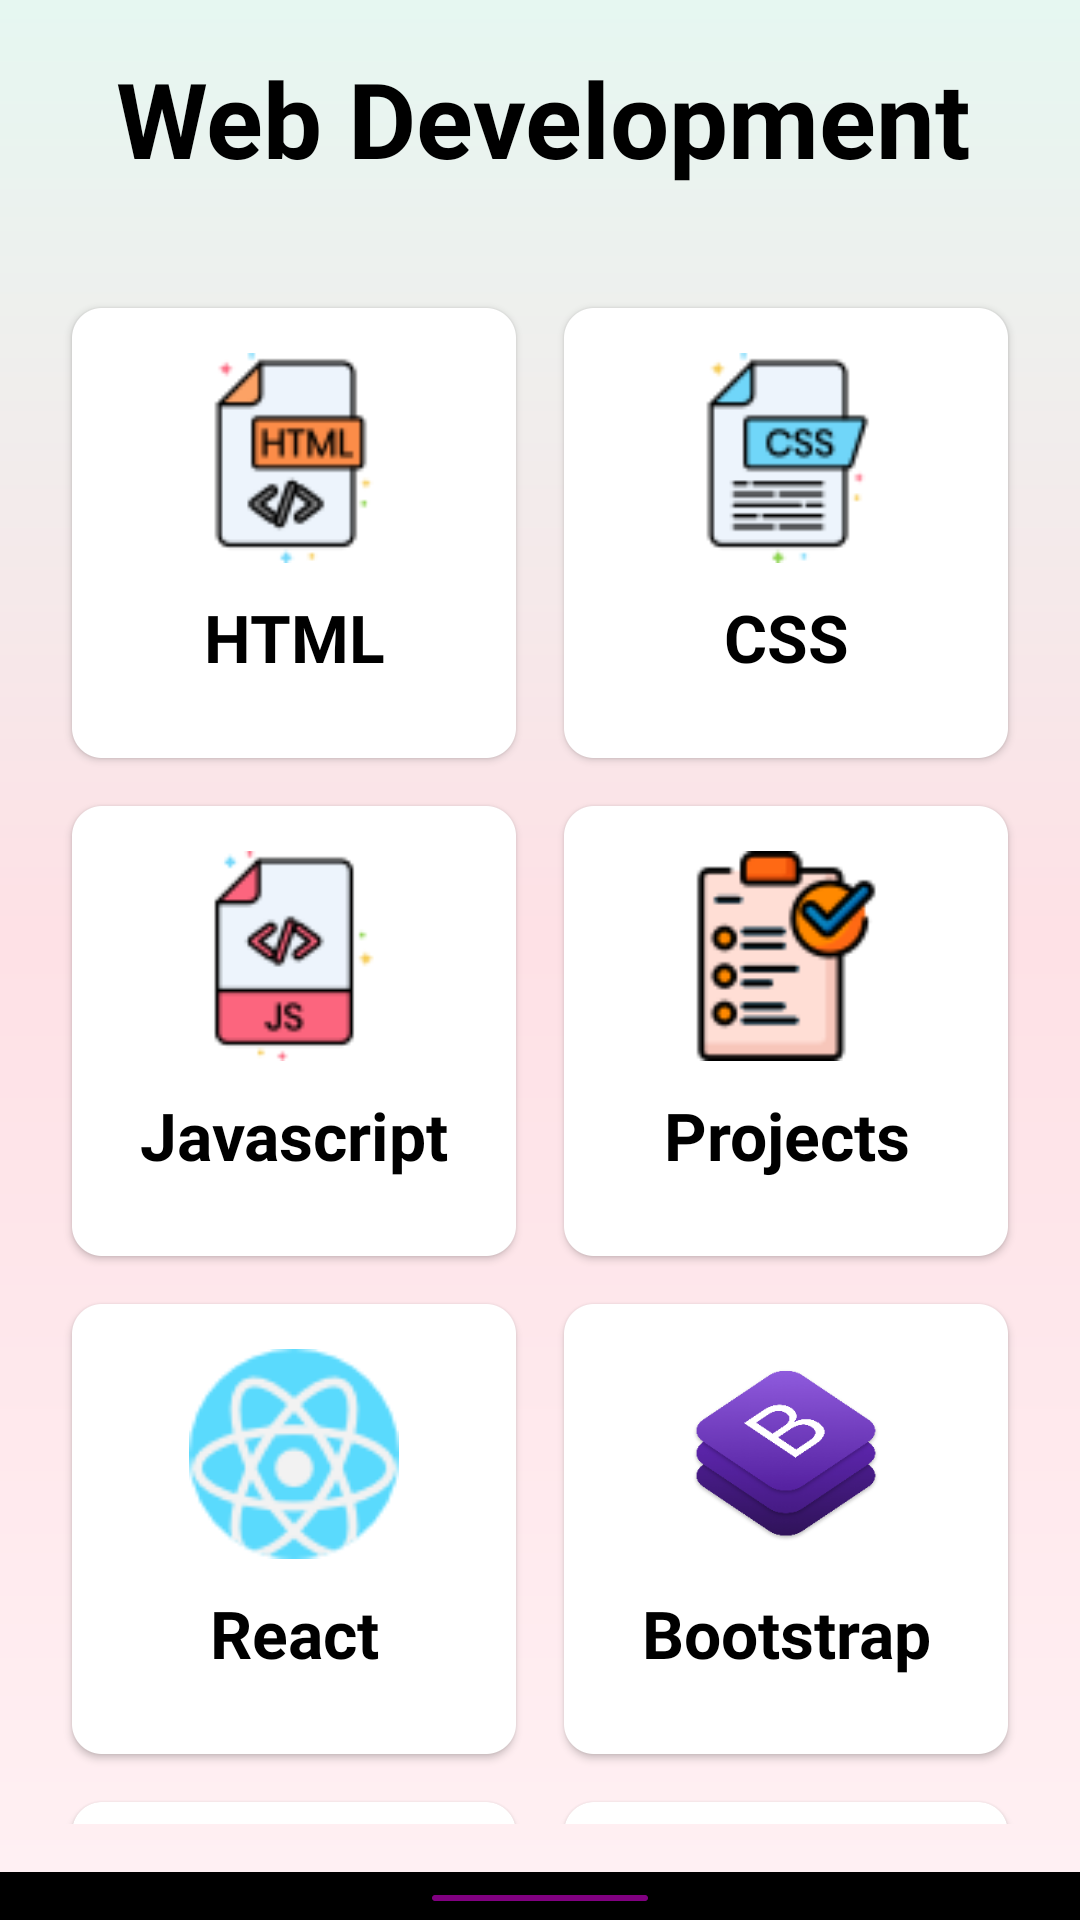 Web Development
HTML
CSS
HTML
CSS
JS
Javascript
Projects
B
React
Bootstrap